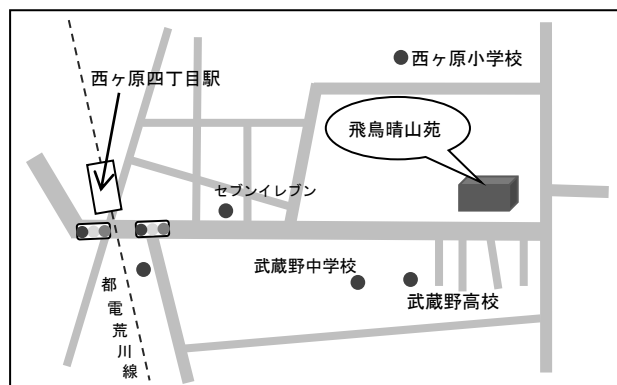 西ヶ原小学校
西ヶ原四丁目駅
飛鳥晴山苑
セブンイレブン
武蔵野中学校
武蔵野高校
都電荒川線